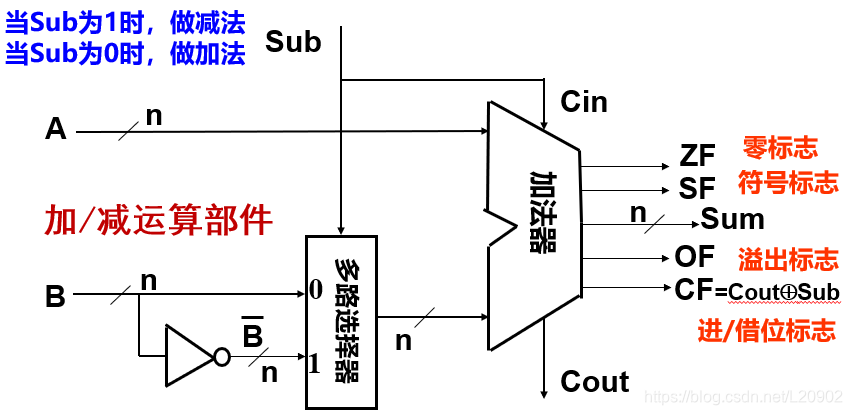 当Sub为1时，做减法
当Sub为0时，做加法
Sub
Cin
A
n
ZF
零标志
SF
符号标志
加法器
n
Sum
加/减运算部件
OF
溢出标志
B
n
0
多路选择器
CF=Cout⊕Sub
进/借位标志
B̅
n
1
n
Cout
https://blog.csdn.net/L20902